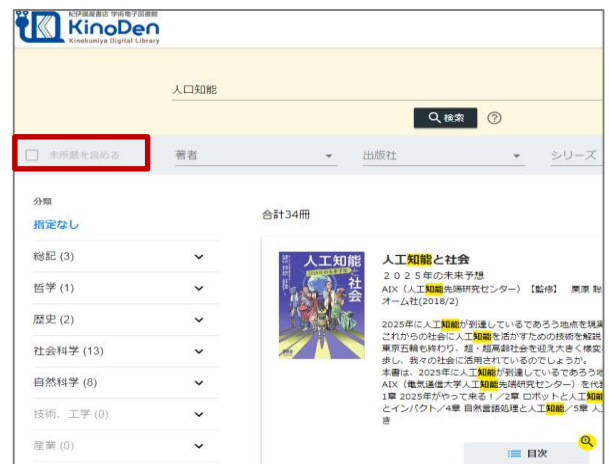 紀伊國屋書店 学術電子図書館
KinoDen
Kinokuniya Digital Library
人口知能
検索
未所蔵を含める
著者
出版社
シリーズ
分類
指定なし
合計34冊
総記 (3)
哲学 (1)
歴史 (2)
社会科学 (13)
自然科学 (8)
技術、工学 (0)
産業 (0)
人工知能
と社会
2025年の未来予想
人工知能と社会
2025年の未来予想
AIX（人工知能先端研究センター）【監修】 栗原 聡
オーム社(2018/2)
2025年に人工知能が到達しているであろう地点を現実
これからの社会に人工知能を活かすための技術を解説
東京五輪も終わり、超・超高齢社会を迎え大きく様変
歩し、我々の社会に活用されているのでしょうか。
本書は、2025年に人工知能が到達しているであろう地
AIX（電気通信大学人工知能先端研究センター）を代表
1章 2025年がやって来る！／2章 ロボットと人工知能
とインパクト／4章 自然言語処理と人工知能／5章 人
き
目次